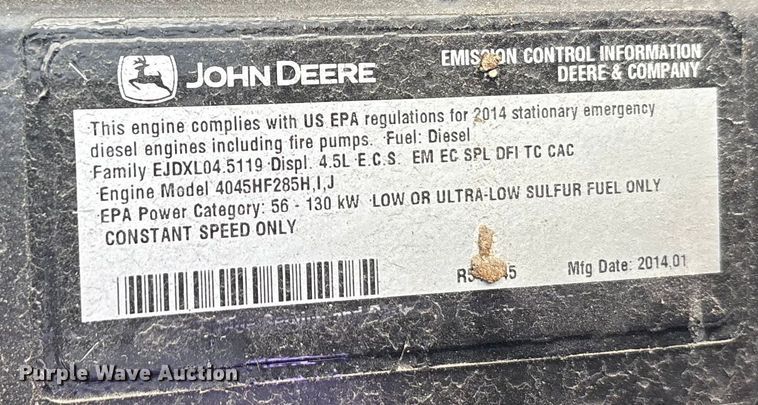 JOHN DEERE
EMISSION CONTROL INFORMATION
DEERE & COMPANY
This engine complies with US EPA regulations for 2014 stationary emergency
diesel engines including fire pumps. Fuel: Diesel
Family EJDXL04.5119 Displ. 4.5L E.C.S. EM EC SPL DFI TC CAC
Engine Model 4045HF285H,I,J
EPA Power Category: 56 - 130 kW LOW OR ULTRA-LOW SULFUR FUEL ONLY
CONSTANT SPEED ONLY
Mfg Date: 2014.01
Purple Wave Auction